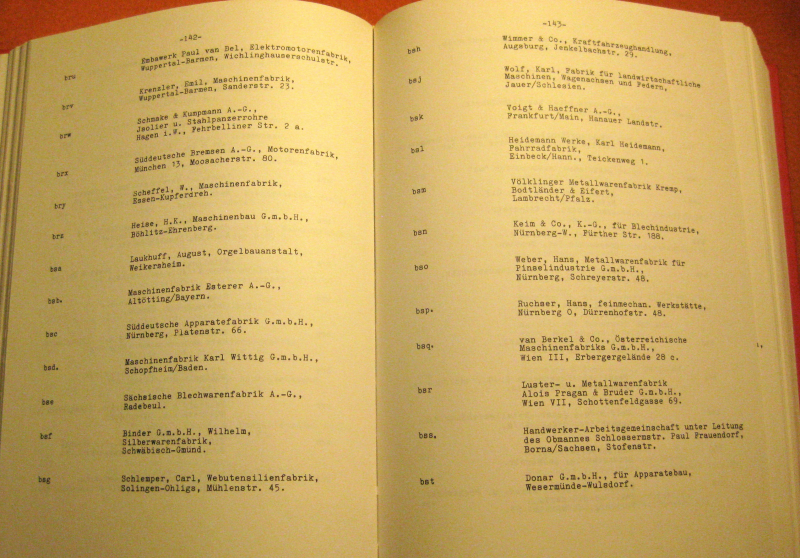 -142-
bru Embawerk Paul van Bel, Elektromotorenfabrik,
Wuppertal-Barmen, Wichlinghauserschulstr.
brv Krenzler, Emil, Maschinenfabrik,
Wuppertal-Barmen, Sanderstr. 23.
brw Schmske & Kumpmann A.-G.,
Isolier u. Stahlpanzerrohre
Hagen i.W., Fehrbelliner Str. 2 a.
brx Süddeutsche Bremsen A.-G., Motorenfabrik,
München 13, Moosacherstr. 80.
bry Scheffel, W., Maschinenfabrik,
Essen-Kupferdreh.
brz Heise, H.K., Maschinenbau G.m.b.H.,
Böhlitz-Ehrenberg.
bsa Laukhuff, August, Orgelbauanstalt,
Weikersheim.
bsb. Maschinenfabrik Esterer A.-G.,
Altötting/Bayern.
bsc Süddeutsche Apparatefabrik G.m.b.H.,
Nürnberg, Platenstr. 66.
bsd. Maschinenfabrik Karl Wittig G.m.b.H.,
Schopfheim/Baden.
bse Sächsische Blechwarenfabrik A.-G.,
Radebeul.
bsf Binder G.m.b.H., Wilhelm,
Silberwarenfabrik,
Schwäbisch-Gmünd.
bsg Schlemper, Carl, Webutensilienfabrik,
Solingen-Ohligs, Mühlenstr. 45.
-143-
bsh Wimmer & Co., Kraftfahrzeughandlung,
Augsburg, Jenkelbachstr. 29.
bsj Wolf, Karl, Fabrik für landwirtschaftliche
Maschinen, Wagenachsen und Federn,
Jauer/Schlesien.
bsk Voigt & Haeffner A.-G.,
Frankfurt/Main, Hanauer Landstr.
bsl Heidemann Werke, Karl Heidemann,
Fahrradfabrik,
Einbeck/Hann., Teickenweg 1.
bsm Völklinger Metallwarenfabrik Kremp,
Bodtländer & Eifert,
Lambrecht/Pfalz.
bsn Keim & Co., K.-G., für Blechindustrie,
Nürnberg-W., Fürther Str. 188.
bso Weber, Hans, Metallwarenfabrik für
Pinselindustrie G.m.b.H.,
Nürnberg, Schreyerstr. 48.
bsp. Ruchser, Hans, feinmechan. Werkstätte,
Nürnberg O, Dürrenhofstr. 48.
bsq. van Berkel & Co., Österreichische
Maschinenfabriks G.m.b.H.,
Wien III, Erbergergelände 28 c.
bsr Luster- u. Metallwarenfabrik
Alois Pragan & Bruder G.m.b.H.,
Wien VII, Schottenfeldgasse 69.
bss. Handwerker-Arbeitsgemeinschaft unter Leitung
des Obmannes Schlossermstr. Paul Frauendorf,
Borna/Sachsen, Stofenstr.
bst Donar G.m.b.H., für Apparatebau,
Wesermünde-Wulsdorf.